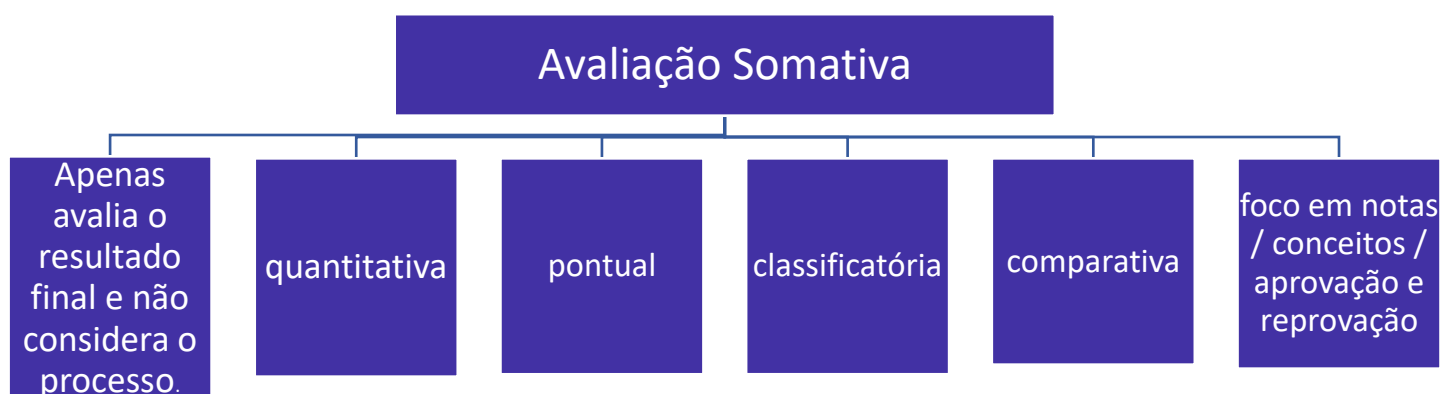 Avaliação Somativa
Apenas
avalia o
resultado
final e não
considera o
processo.
quantitativa
pontual
classificatória
comparativa
foco em notas
/ conceitos /
aprovação e
reprovação